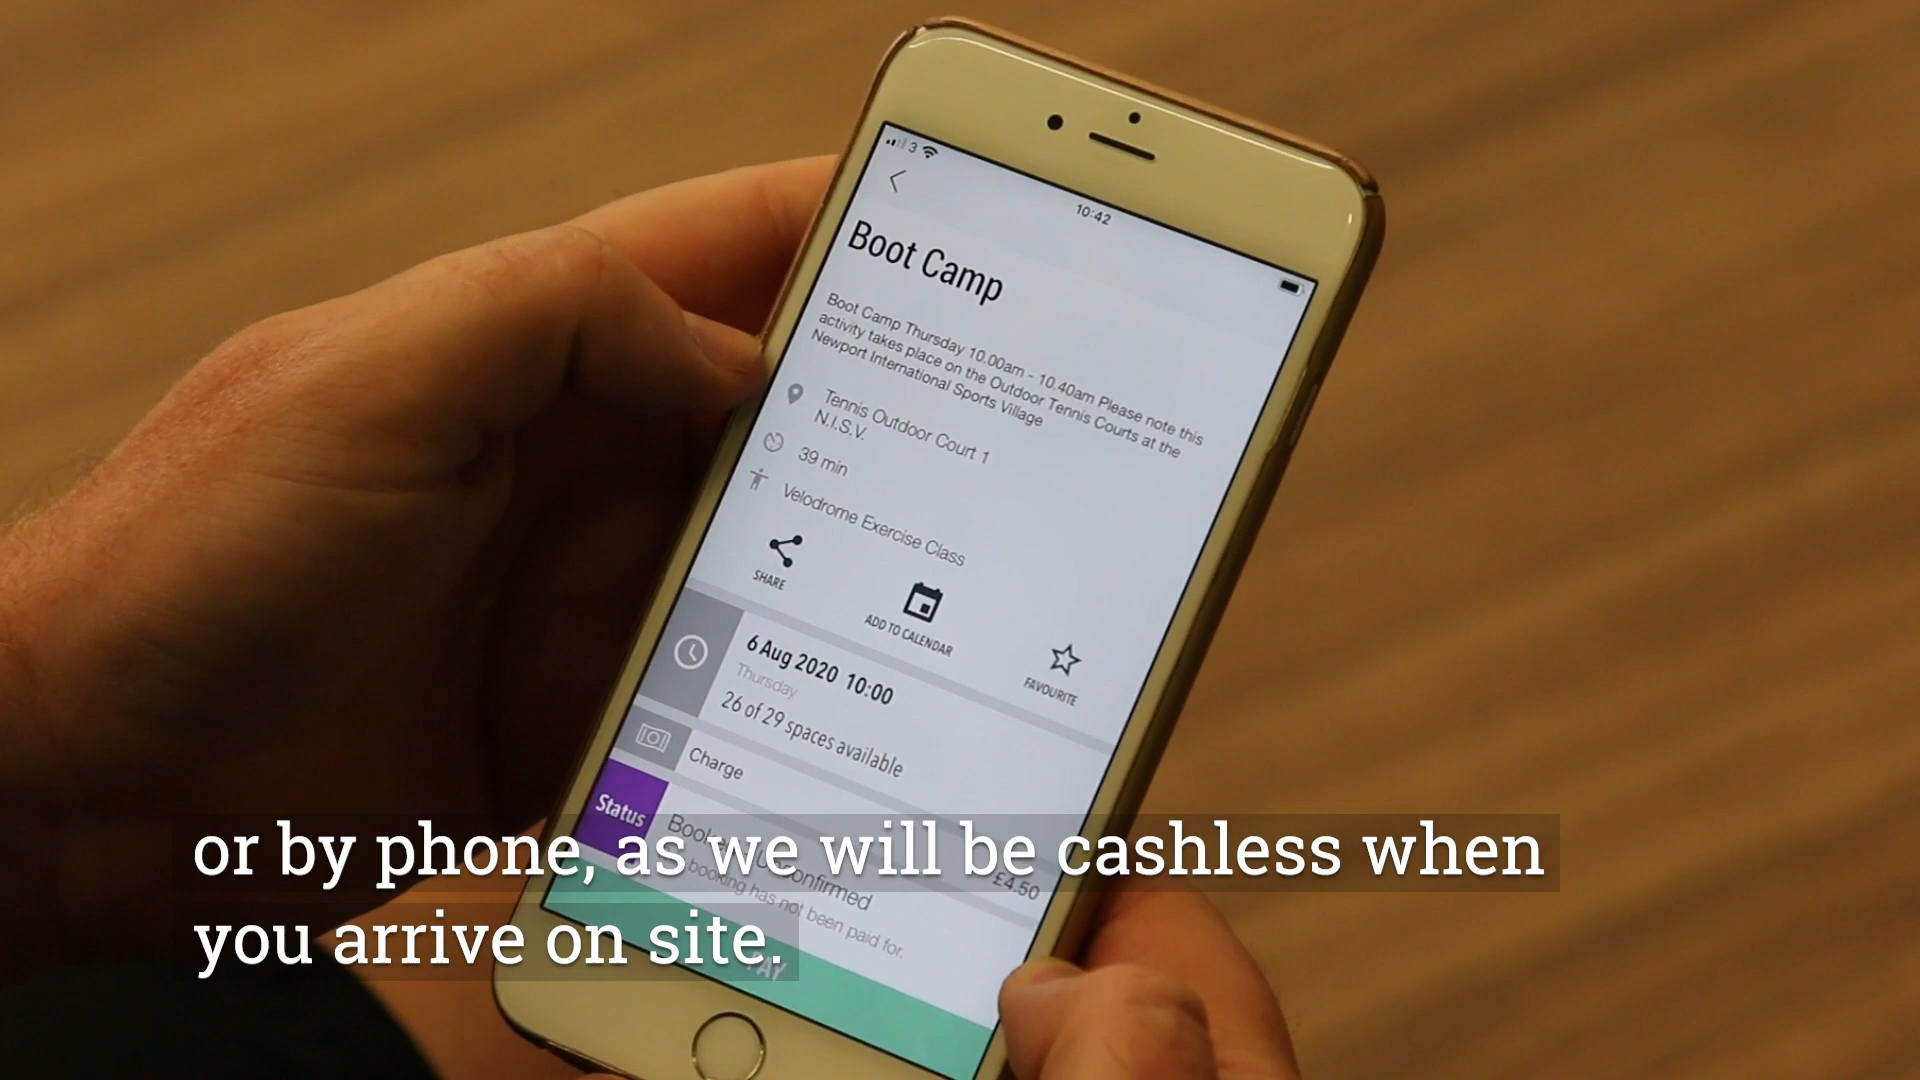 3
10:42
Boot Camp
Boot Camp Thursday 10.00am - 10.40am Please note this
activity takes place on the Outdoor Tennis Courts at the
Newport International Sports Village
Tennis Outdoor Court 1
N.I.S.V.
39 min
Velodrome Exercise Class
SHARE
ADD TO CALENDAR
FAVOURITE
6 Aug 2020 10:00
Thursday
26 of 29 spaces available
Charge
£4.50
Status
Unconfirmed
booking has not been paid for.
PAY
or by phone, as we will be cashless when
you arrive on site.